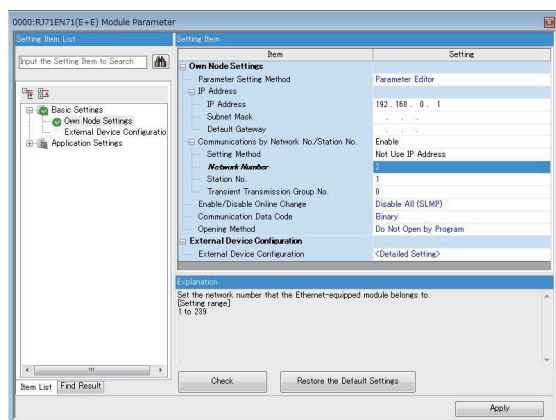 0000:RJ71EN71(E+E) Module Parameter
Setting Item List
Input the Setting Item to Search
Basic Settings
Own Node Settings
External Device Configuratio
Application Settings
Item List Find Result
Setting Item
Item Setting
Own Node Settings
Parameter Setting Method Parameter Editor
IP Address
IP Address 192 . 168 . 0 . 1
Subnet Mask . . .
Default Gateway . . .
Communications by Network No./Station No. Enable
Setting Method Not Use IP Address
Network Number 2
Station No. 1
Transient Transmission Group No. 0
Enable/Disable Online Change Disable All (SLMP)
Communication Data Code Binary
Opening Method Do Not Open by Program
External Device Configuration
External Device Configuration <Detailed Setting>
Explanation
Set the network number that the Ethernet-equipped module belongs to.
[Setting range]
1 to 239
Check Restore the Default Settings
Apply